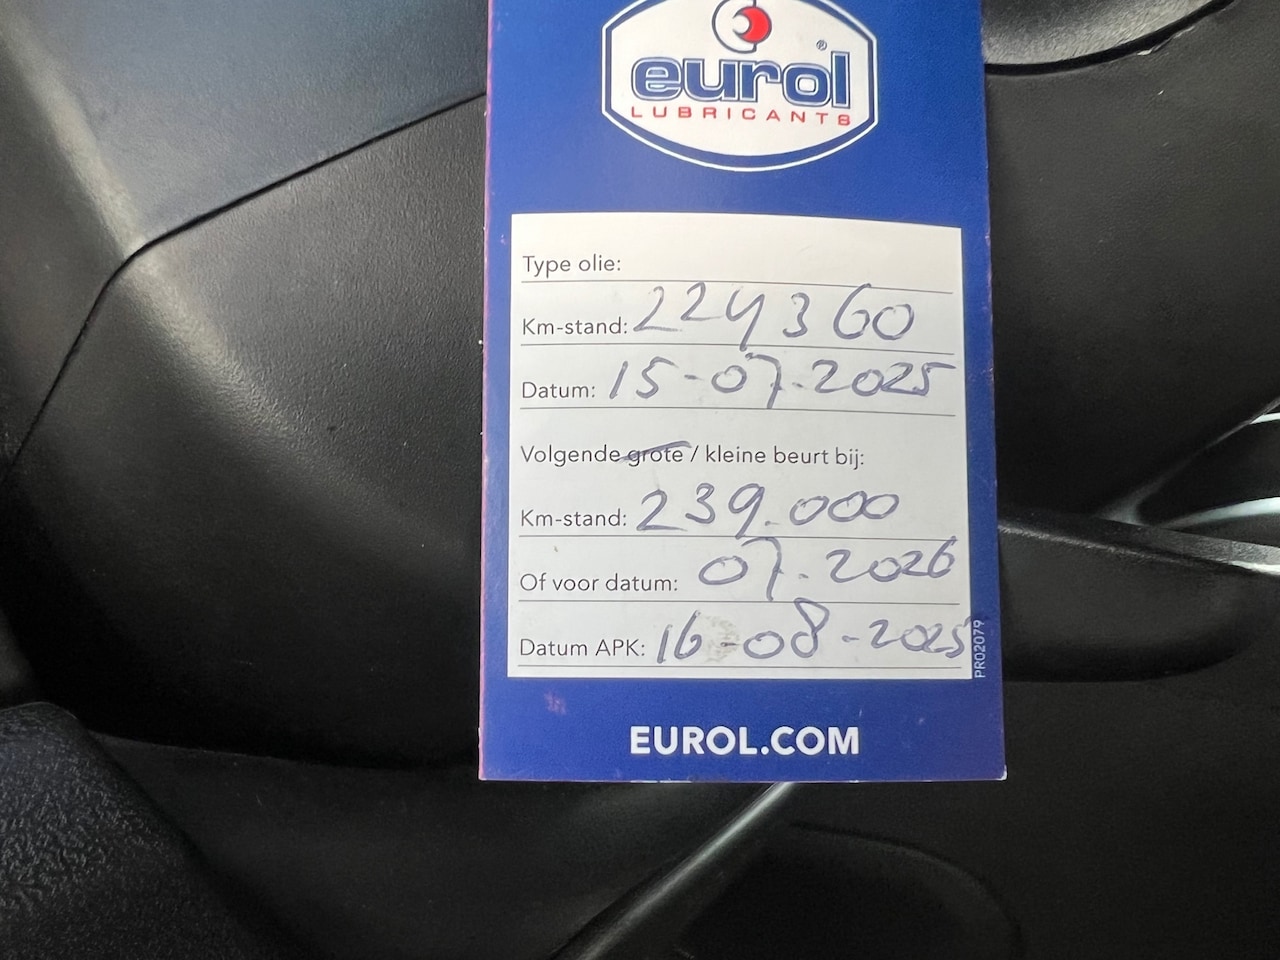 eurol®
LUBRICANTS
Type olie:
Km-stand: 224360
Datum: 15-07-2025
Volgende grote / kleine beurt bij:
Km-stand: 239.000
Of voor datum: 07.2026
Datum APK: 16-08-2025
PR02079
EUROL.COM